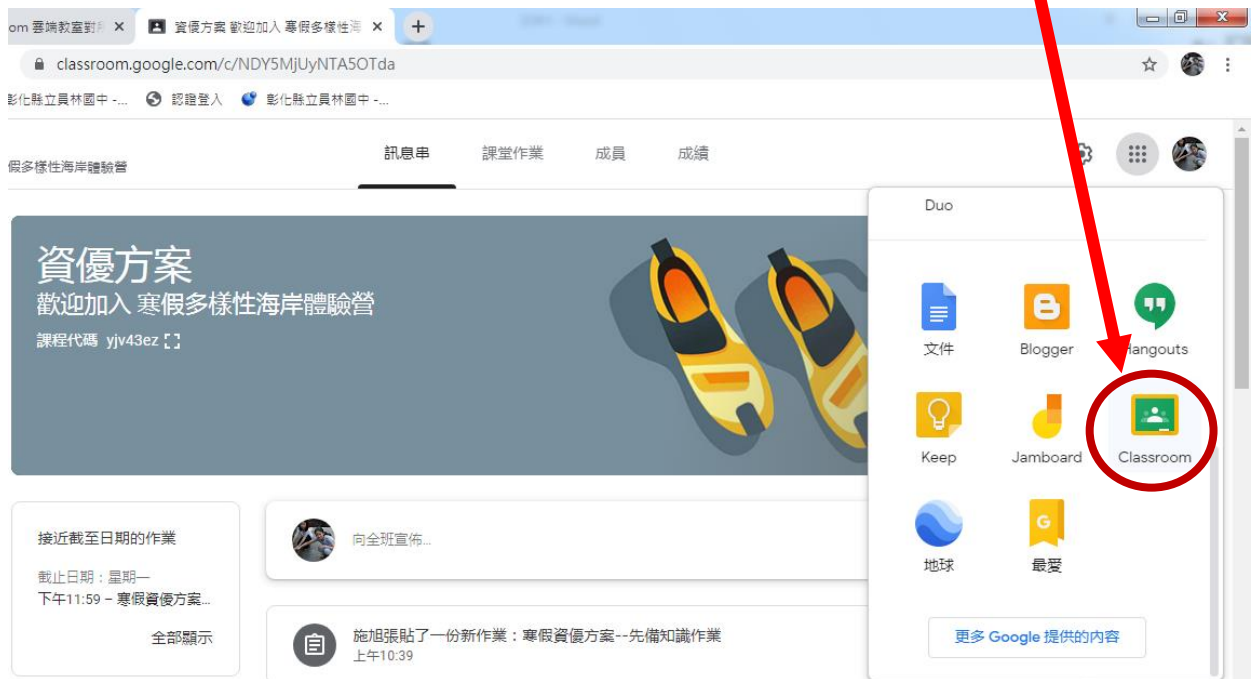 om 雲端教室對
資優方案 歡迎加入 寒假多樣性海
classroom.google.com/c/NDY5MjUyNTA5OTda
彰化縣立員林國中 -...
認證登入
彰化縣立員林國中 -...
假多樣性海岸體驗營
訊息串
課堂作業
成員
成績
資優方案
歡迎加入 寒假多樣性海岸體驗營
課程代碼 yjv43ez
Duo
文件
Blogger
Hangouts
Keep
Jamboard
Classroom
地球
最愛
更多 Google 提供的內容
接近截至日期的作業
截止日期：星期一
下午11:59 – 寒假資優方案...
全部顯示
向全班宣佈...
施旭張貼了一份新作業：寒假資優方案--先備知識作業
上午10:39